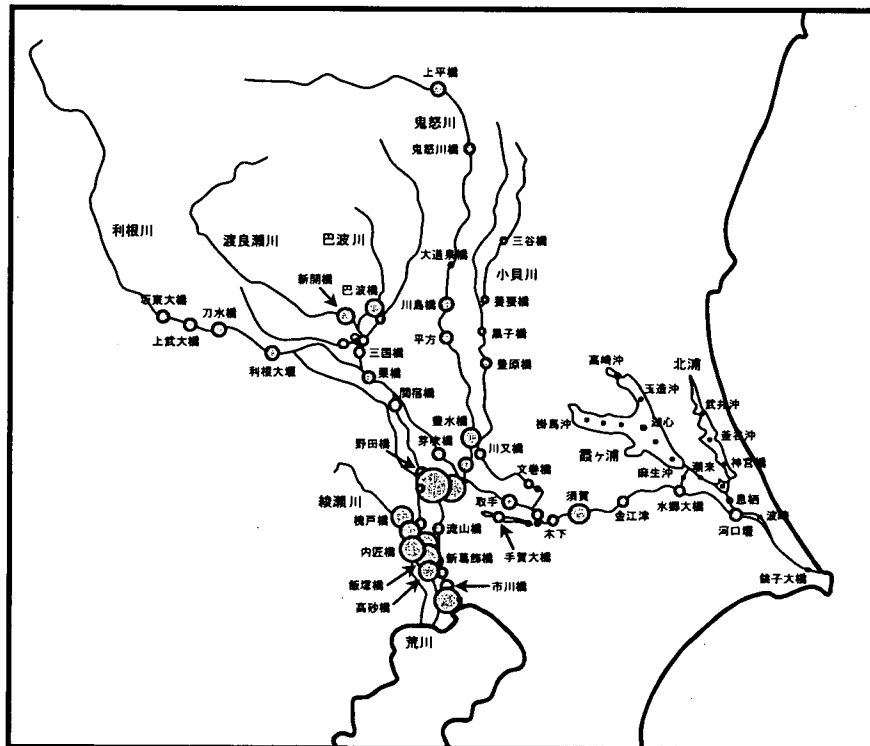 上平橋
鬼怒川
鬼怒川橋
利根川
渡良瀬川
巴波川
大道泉橋
三谷橋
小貝川
新開橋
巴波橋
川島橋
養蚕橋
坂東大橋
刀水橋
上武大橋
平方
黒子橋
利根大堰
三国橋
栗橋
豊原橋
高崎沖
北浦
玉造沖
関宿橋
武井沖
掛馬沖
湖心
釜谷沖
豊水橋
芽吹橋
川又橋
霞ヶ浦
野田橋
麻生沖
潮来
神宮橋
文巻橋
綾瀬川
取手
須賀
息栖
槐戸橋
流山橋
木下
金江津
水郷大橋
河口堰
波崎
内匠橋
新葛飾橋
手賀大橋
飯塚橋
市川橋
銚子大橋
高砂橋
荒川